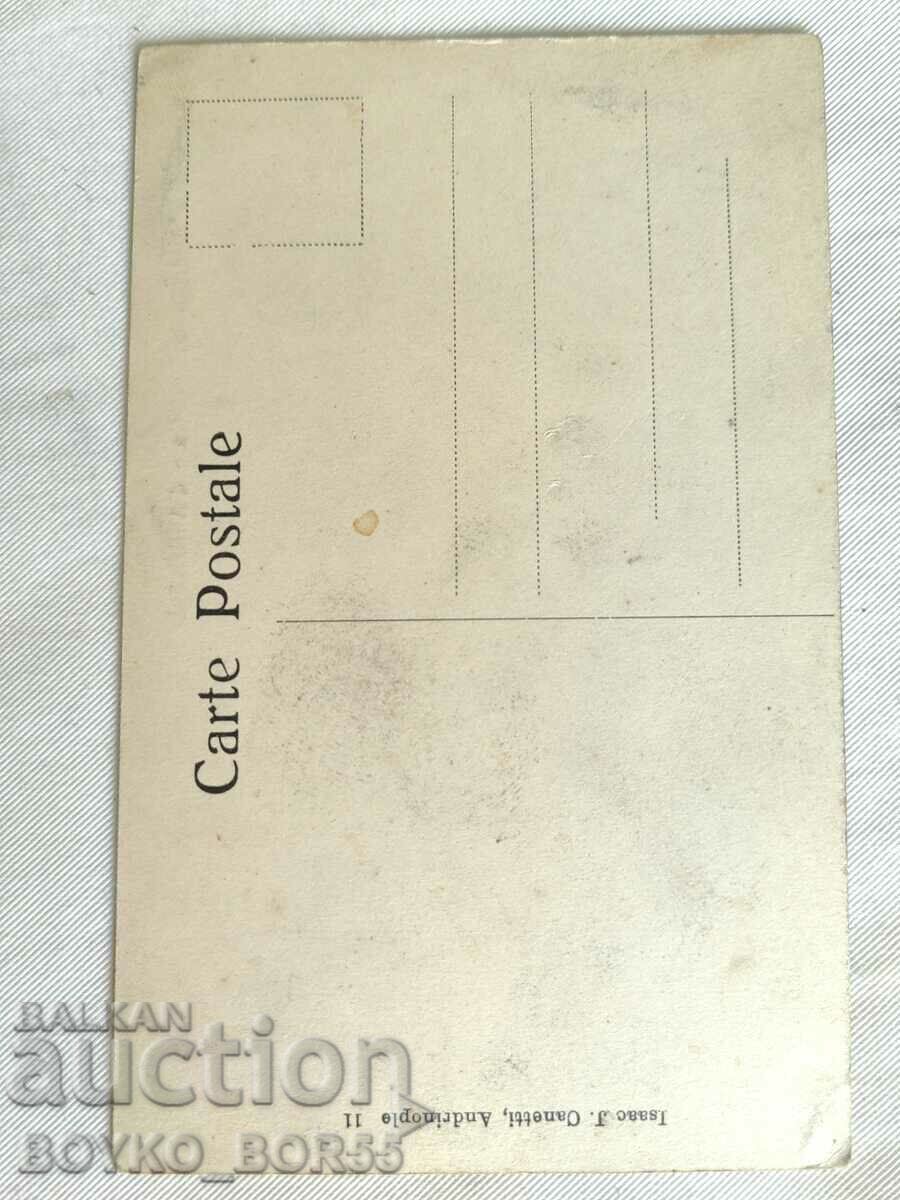 Carte Postale
Isaac J. Canetti, Andrinople 11
BALKAN
auction
BOYKO_BOR55